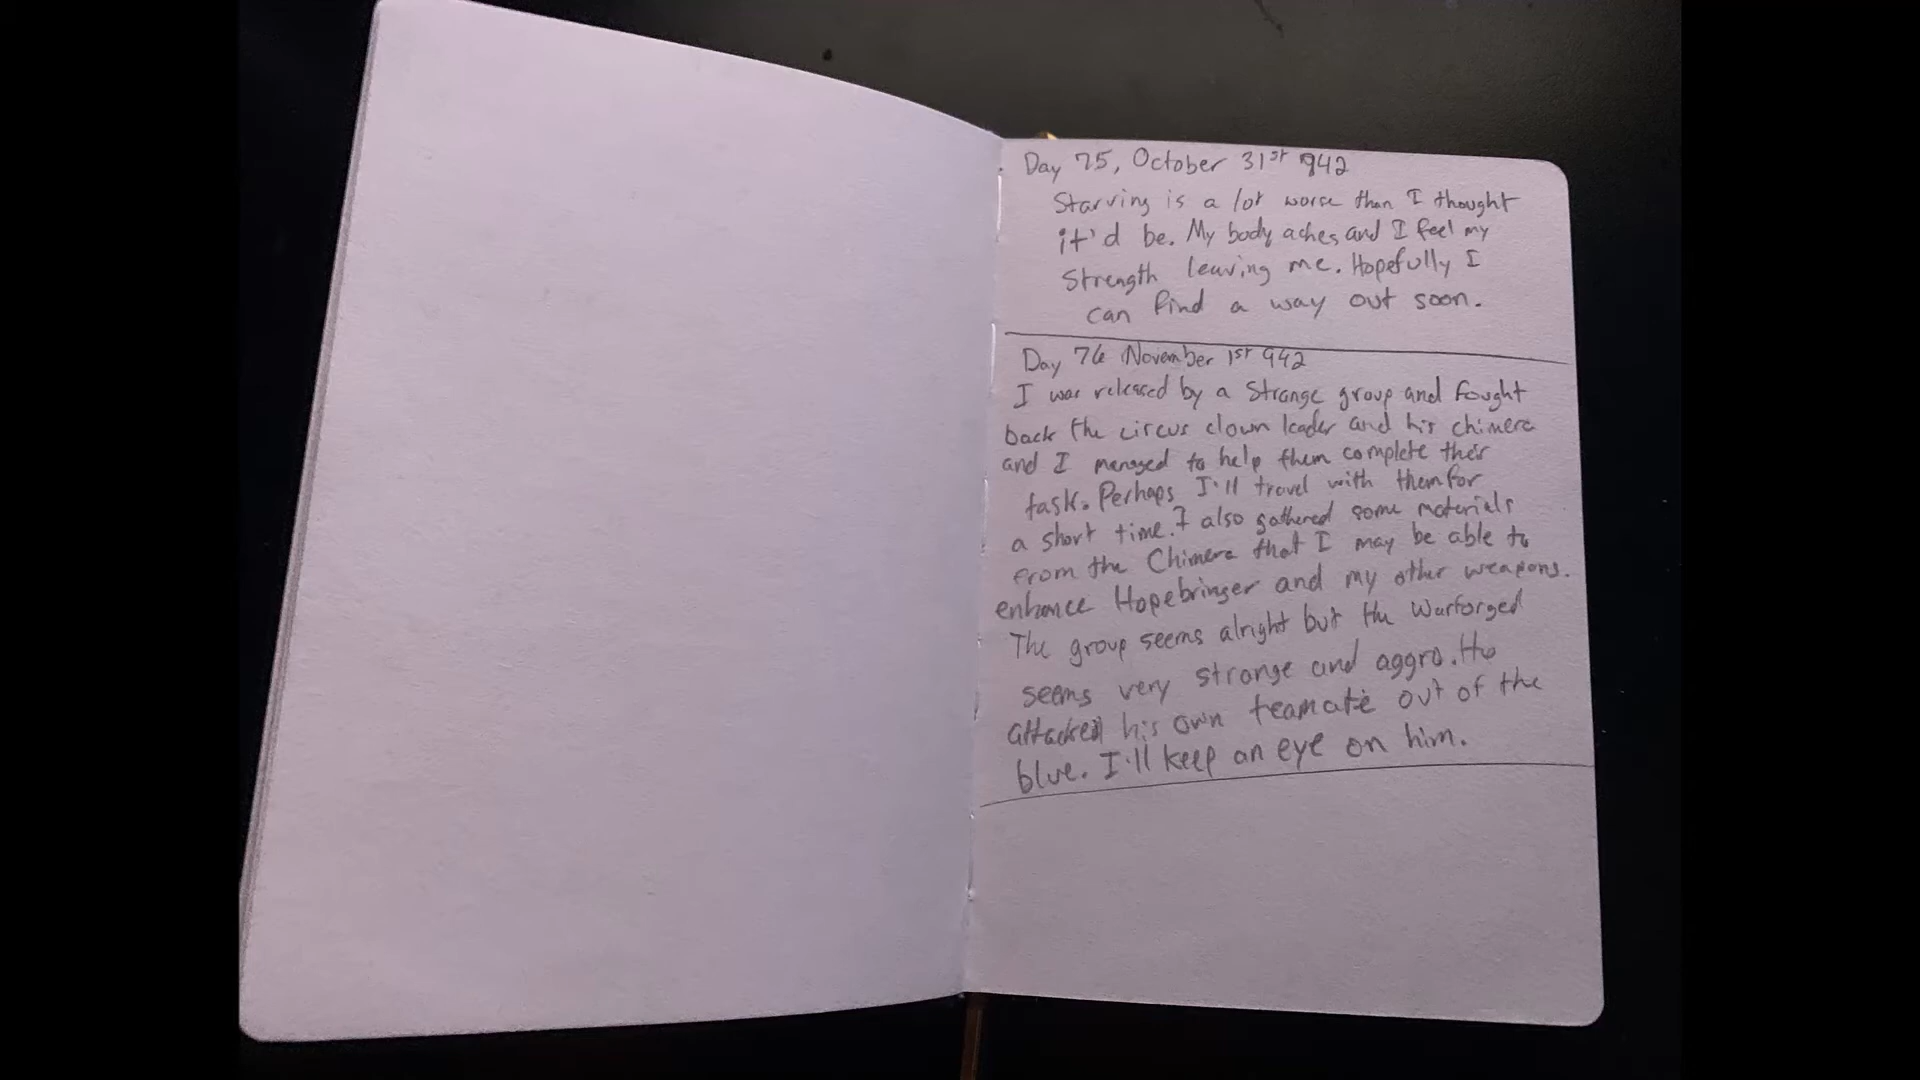 Day 75, October 31st 942
Starving is a lot worse than I thought
it'd be. My body aches and I feel my
Strength leaving me. Hopefully I
can find a way out soon.
Day 76 November 1st 942
I was released by a Strange group and fought
back the circus clown leader and his chimera
and I managed to help them complete their
task. Perhaps I'll travel with them for
a short time. I also gathered some materials
from the Chimera that I may be able to
enhance Hopebringer and my other weapons.
The group seems alright but the Warforged
seems very strange and aggro. He
attacked his own teamate out of the
blue. I'll keep an eye on him.